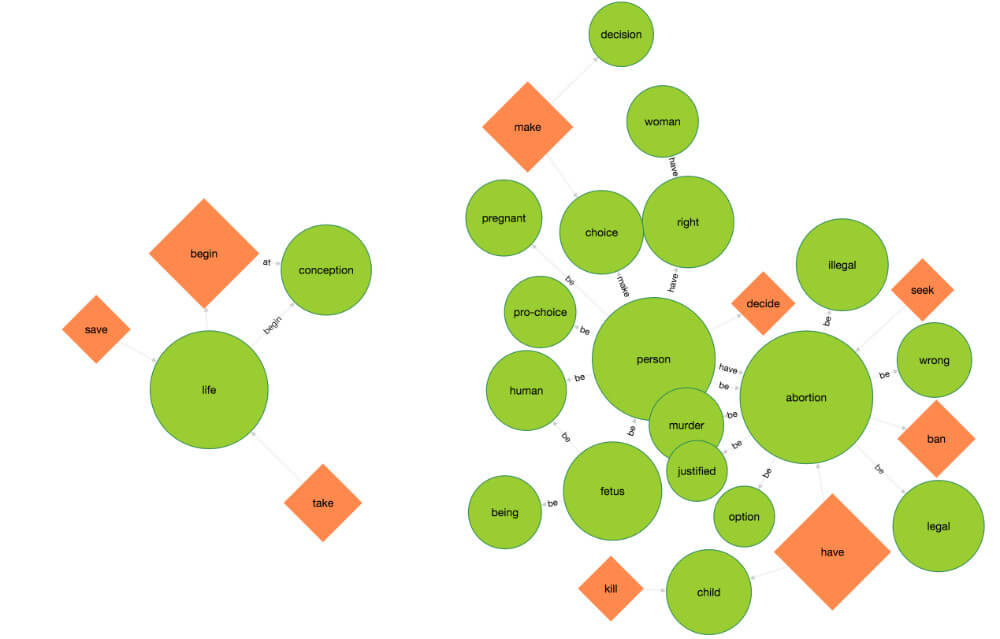 decision
make
woman
have
pregnant
choice
right
begin
at
conception
be
make
have
illegal
seek
save
begin
pro-choice
be
decide
be
life
person
have
be
abortion
be
wrong
human
be
murder
be
ban
be
be
be
justified
be
be
take
fetus
being
be
option
legal
have
kill
child